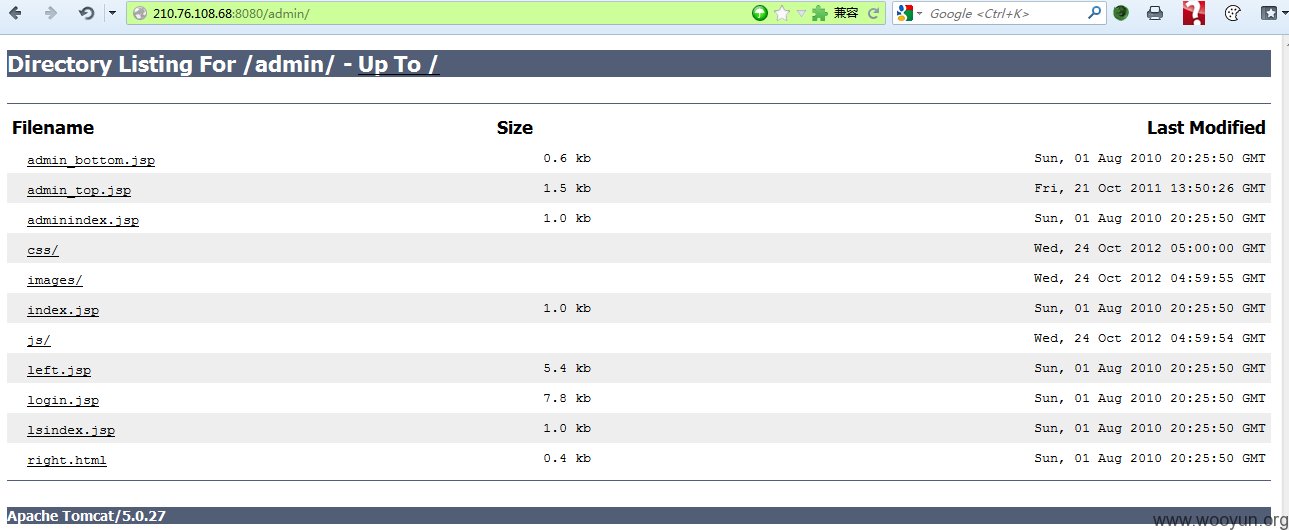 210.76.108.68:8080/admin/ 兼容 Google <Ctrl+K>
Directory Listing For /admin/ - Up To /
Filename Size Last Modified
admin_bottom.jsp 0.6 kb Sun, 01 Aug 2010 20:25:50 GMT
admin_top.jsp 1.5 kb Fri, 21 Oct 2011 13:50:26 GMT
adminindex.jsp 1.0 kb Sun, 01 Aug 2010 20:25:50 GMT
css/ Wed, 24 Oct 2012 05:00:00 GMT
images/ Wed, 24 Oct 2012 04:59:55 GMT
index.jsp 1.0 kb Sun, 01 Aug 2010 20:25:50 GMT
js/ Wed, 24 Oct 2012 04:59:54 GMT
left.jsp 5.4 kb Sun, 01 Aug 2010 20:25:50 GMT
login.jsp 7.8 kb Sun, 01 Aug 2010 20:25:50 GMT
lsindex.jsp 1.0 kb Sun, 01 Aug 2010 20:25:50 GMT
right.html 0.4 kb Sun, 01 Aug 2010 20:25:50 GMT
Apache Tomcat/5.0.27
www.wooyun.org